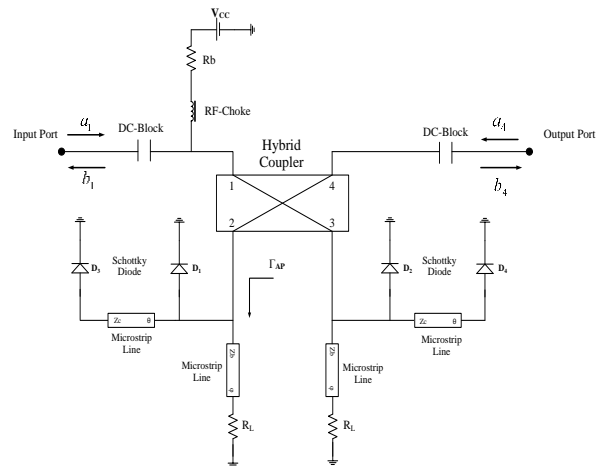 Vcc
Rb
RF-Choke
Input Port
a1
DC-Block
b1
Hybrid
Coupler
DC-Block
a4
Output Port
b4
1
4
2
3
D3
Schottky
Diode
D1
ΓAP
D2
Schottky
Diode
D4
Zc θ
Microstrip
Line
Zc θ
Microstrip
Line
Microstrip
Line
Zb φ
Zb φ
Microstrip
Line
RL
RL